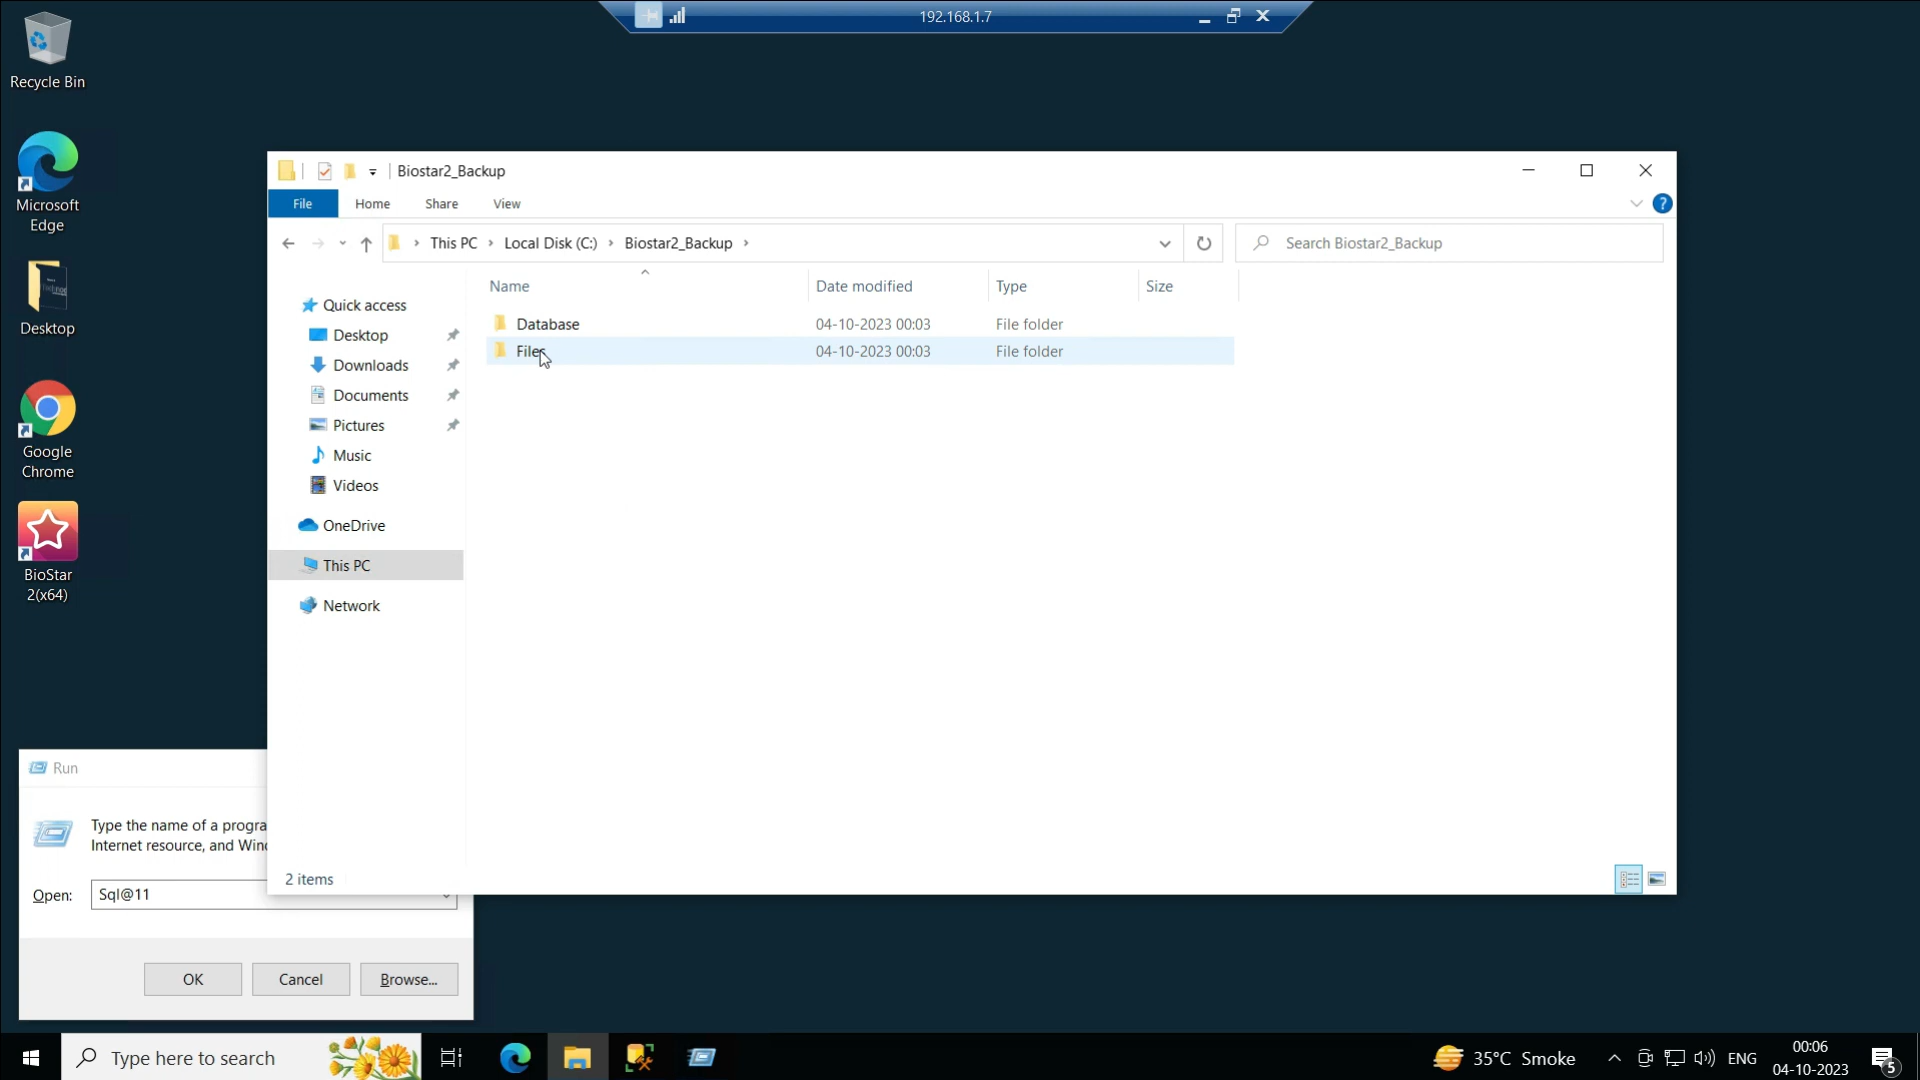 192.168.1.7
Recycle Bin
Microsoft
Edge
Desktop
Google
Chrome
BioStar
2(x64)
Biostar2_Backup
File
Home
Share
View
?
This PC
Local Disk (C:)
Biostar2_Backup
Search Biostar2_Backup
Name
Date modified
Type
Size
Database
04-10-2023 00:03
File folder
Files
04-10-2023 00:03
File folder
Quick access
Desktop
Downloads
Documents
Pictures
Music
Videos
OneDrive
This PC
Network
2 items
Run
Type the name of a progra
Internet resource, and Wind
Open:
Sql@11
OK
Cancel
Browse...
Type here to search
35°C Smoke
ENG
00:06
04-10-2023
5